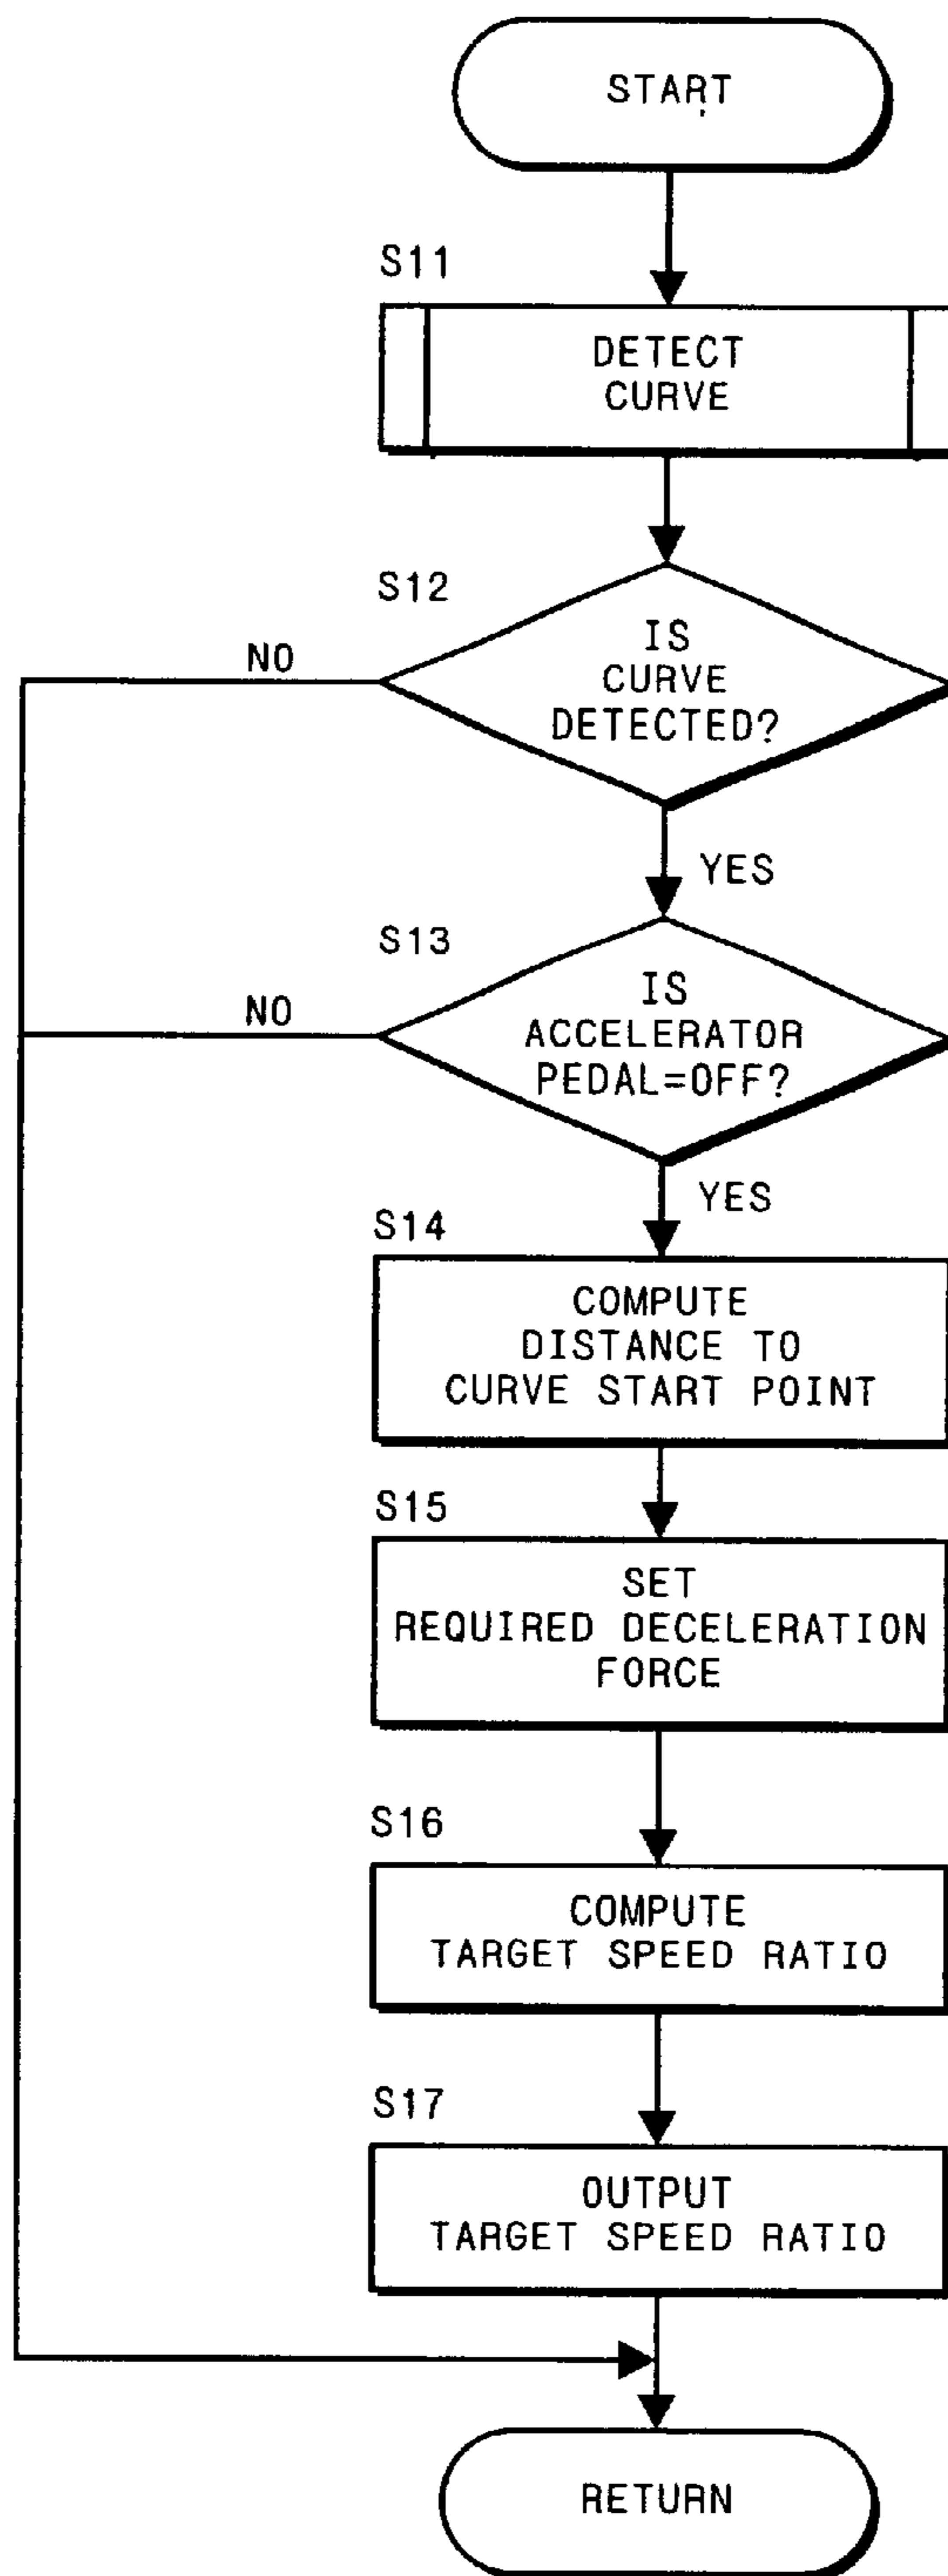 START
S11
DETECT
CURVE
S12
IS
CURVE
DETECTED?
NO
YES
S13
IS
ACCELERATOR
PEDAL=OFF?
NO
YES
S14
COMPUTE
DISTANCE TO
CURVE START POINT
S15
SET
REQUIRED DECELERATION
FORCE
S16
COMPUTE
TARGET SPEED RATIO
S17
OUTPUT
TARGET SPEED RATIO
RETURN